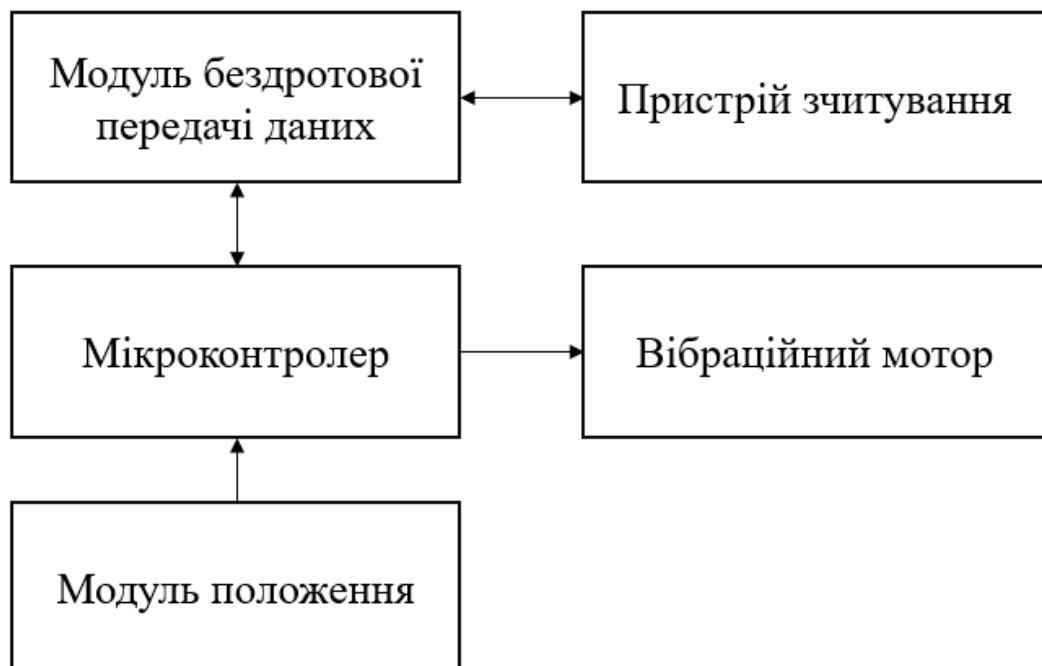 Модуль бездротової
передачі даних
Пристрій зчитування
Мікроконтролер
Вібраційний мотор
Модуль положення